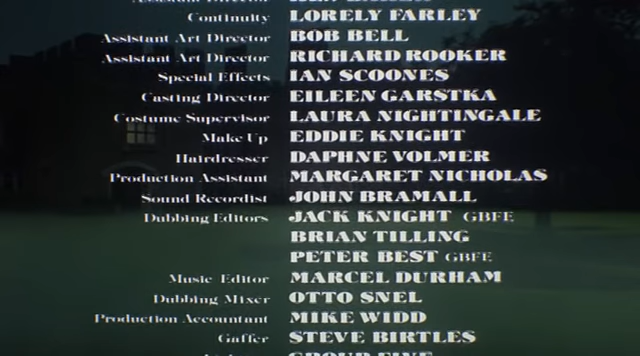 Continuity LORELY FARLEY
Assistant Art Director BOB BELL
Assistant Art Director RICHARD ROOKER
Special Effects IAN SCOONES
Casting Director EILEEN GARSTKA
Costume Supervisor LAURA NIGHTINGALE
Make Up EDDIE KNIGHT
Hairdresser DAPHNE VOLMER
Production Assistant MARGARET NICHOLAS
Sound Recordist JOHN BRAMALL
Dubbing Editors JACK KNIGHT GBFE
BRIAN TILLING
PETER BEST GBFE
Music Editor MARCEL DURHAM
Dubbing Mixer OTTO SNEL
Production Accountant MIKE WIDD
Gaffer STEVE BIRTLES